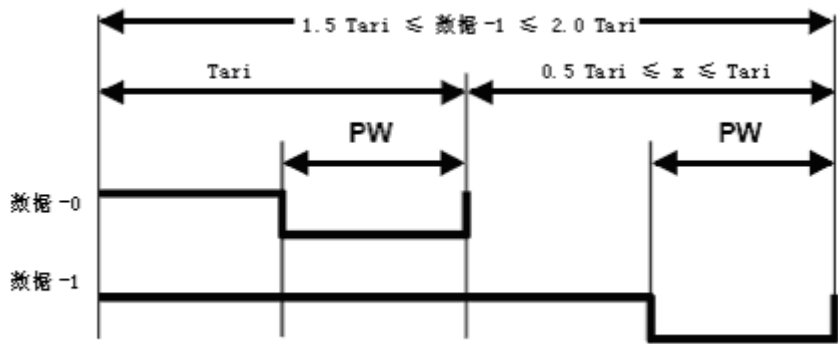 1.5 Tari ≤ 数据-1 ≤ 2.0 Tari
Tari
0.5 Tari ≤ x ≤ Tari
PW
PW
数据-0
数据-1